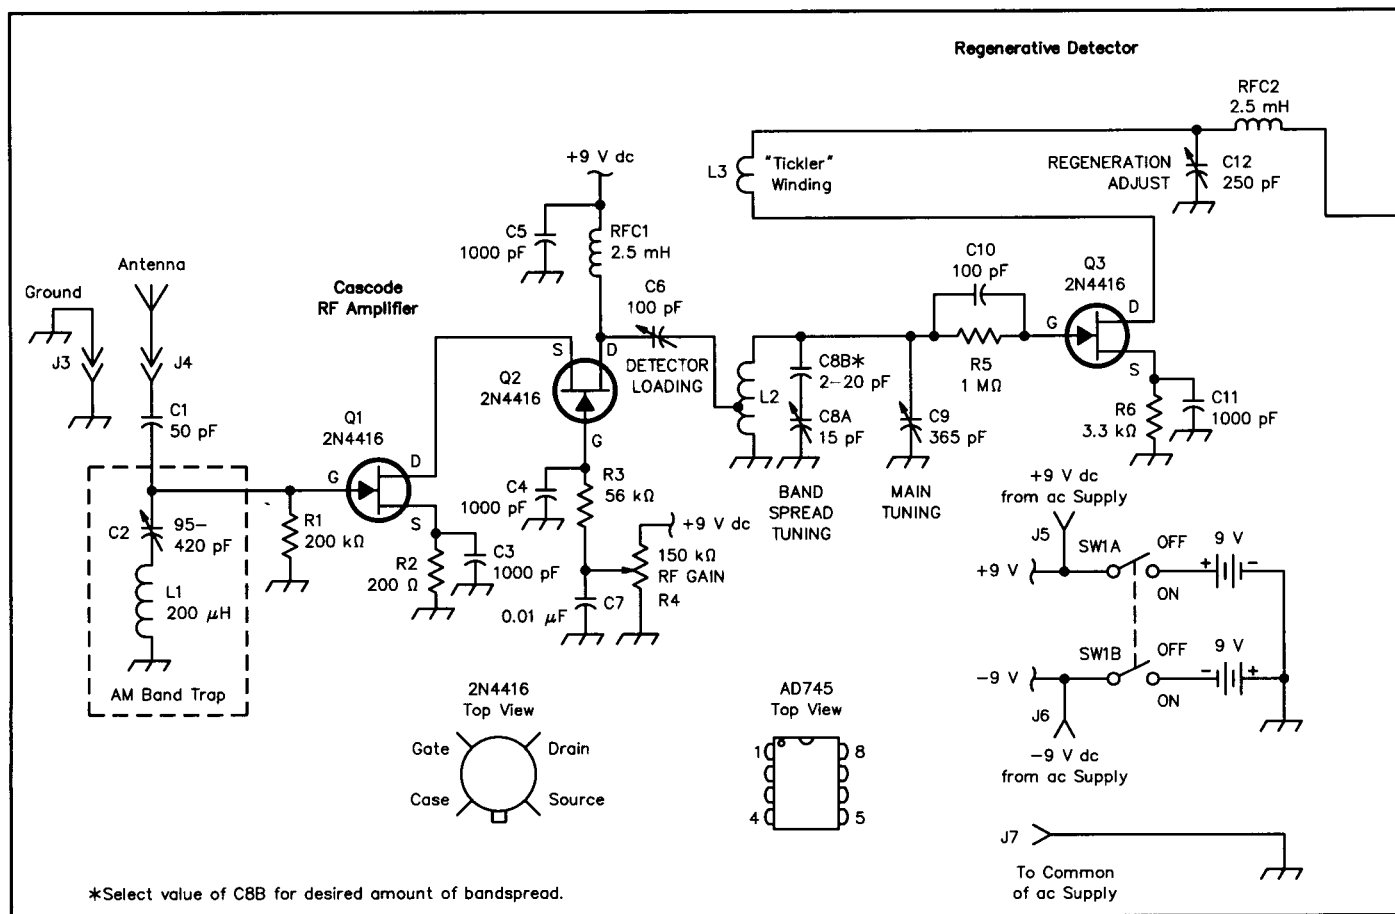 Regenerative Detector
RFC2
2.5 mH
L3
"Tickler"
Winding
REGENERATION
ADJUST
C12
250 pF
+9 V dc
C5
1000 pF
RFC1
2.5 mH
Antenna
Ground
J3
J4
Cascode
RF Amplifier
C6
100 pF
DETECTOR
LOADING
S
D
Q2
2N4416
G
C10
100 pF
R5
1 MΩ
Q3
2N4416
G
D
S
C8B*
2–20 pF
L2
C8A
15 pF
C9
365 pF
R6
3.3 kΩ
C11
1000 pF
C1
50 pF
Q1
2N4416
G
D
S
C2
95–
420 pF
L1
200 μH
AM Band Trap
R1
200 kΩ
R2
200 Ω
C3
1000 pF
C4
1000 pF
R3
56 kΩ
+9 V dc
150 kΩ
RF GAIN
R4
C7
0.01 μF
BAND
SPREAD
TUNING
MAIN
TUNING
+9 V dc
from ac Supply
J5
+9 V
SW1A
OFF
ON
9 V
+ -
-9 V
SW1B
OFF
ON
9 V
- +
J6
-9 V dc
from ac Supply
2N4416
Top View
Gate
Drain
Case
Source
AD745
Top View
1
8
4
5
J7
To Common
of ac Supply
*Select value of C8B for desired amount of bandspread.